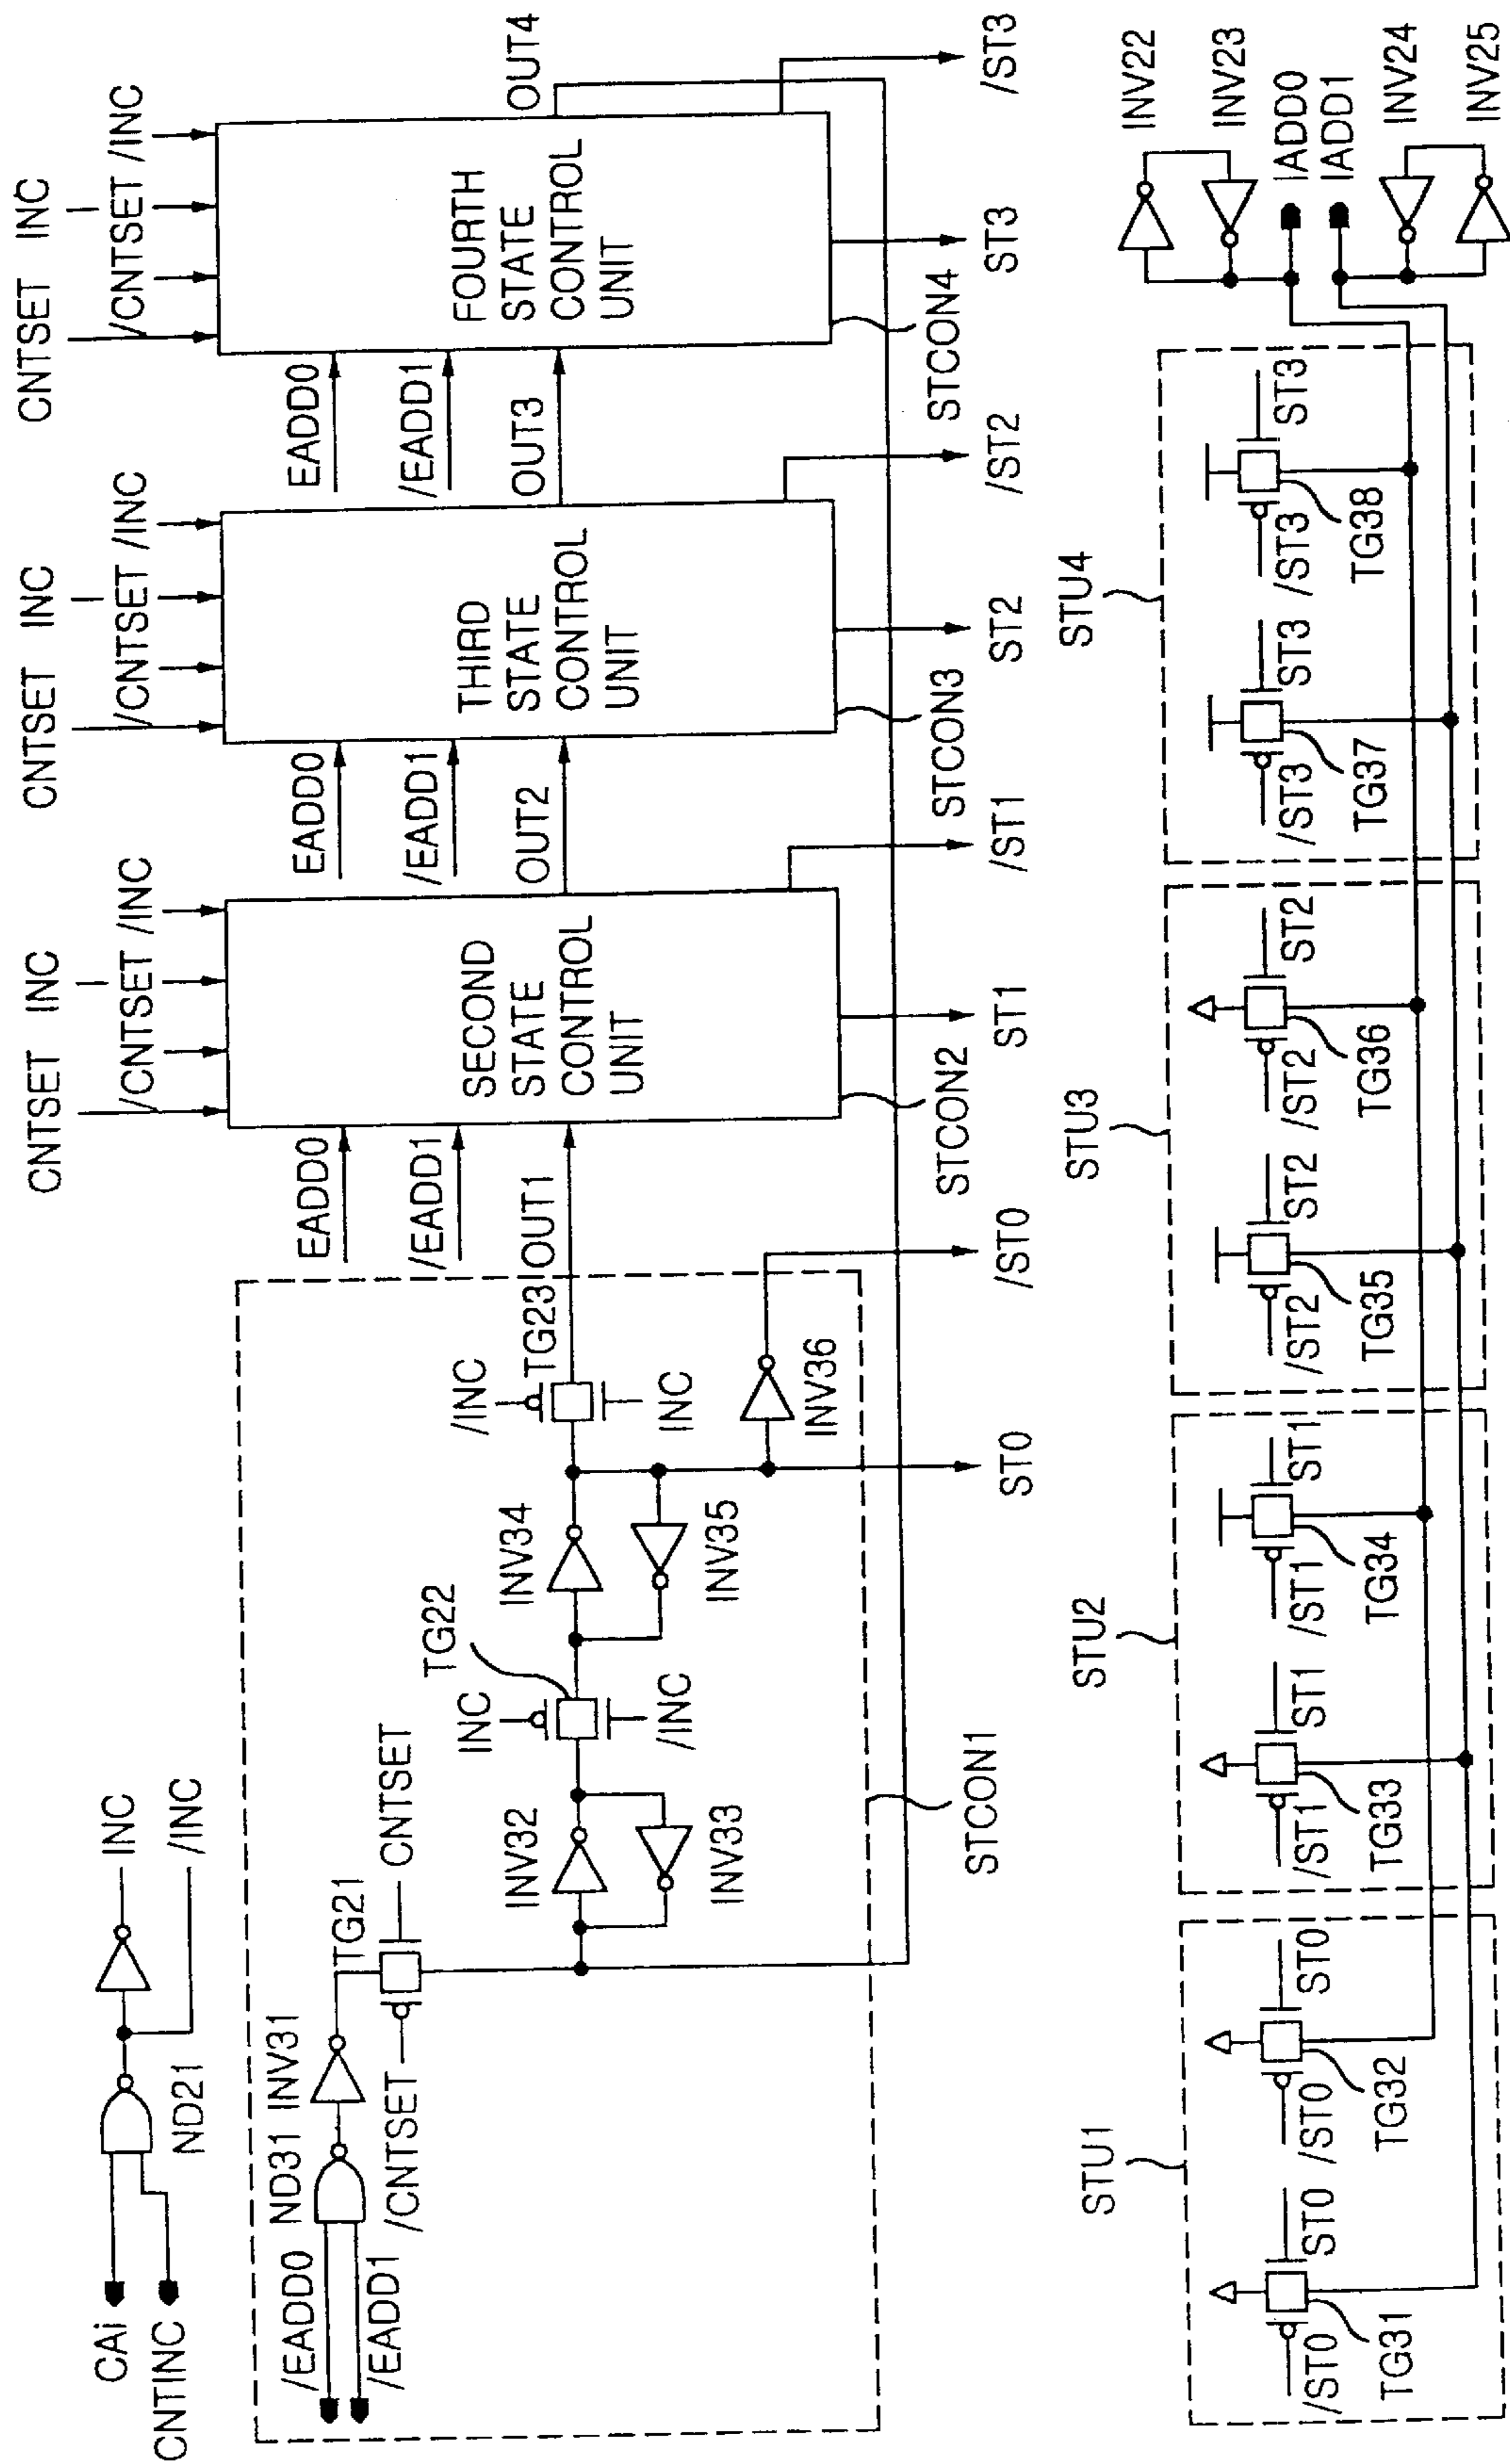 CAi
CNTINC
ND21
INC
/INC
/EADD0
/EADD1
ND31
INV31
TG21
/CNTSET
CNTSET
INV32
INV33
INC
TG22
/INC
INV34
INV35
/INC
TG23
INC
INV36
OUT1
STCON1
ST0
/ST0
CNTSET
INC
/CNTSET
/INC
EADD0
/EADD1
SECOND
STATE
CONTROL
UNIT
OUT2
STCON2
ST1
/ST1
CNTSET
INC
/CNTSET
/INC
EADD0
/EADD1
THIRD
STATE
CONTROL
UNIT
OUT3
STCON3
ST2
/ST2
CNTSET
INC
/CNTSET
/INC
EADD0
/EADD1
FOURTH
STATE
CONTROL
UNIT
OUT4
STCON4
ST3
/ST3
STU1
/ST0
ST0
TG31
/ST0
ST0
TG32
STU2
/ST1
ST1
TG33
/ST1
ST1
TG34
STU3
/ST2
ST2
TG35
/ST2
ST2
TG36
STU4
/ST3
ST3
TG37
/ST3
ST3
TG38
INV22
INV23
IADD0
IADD1
INV24
INV25